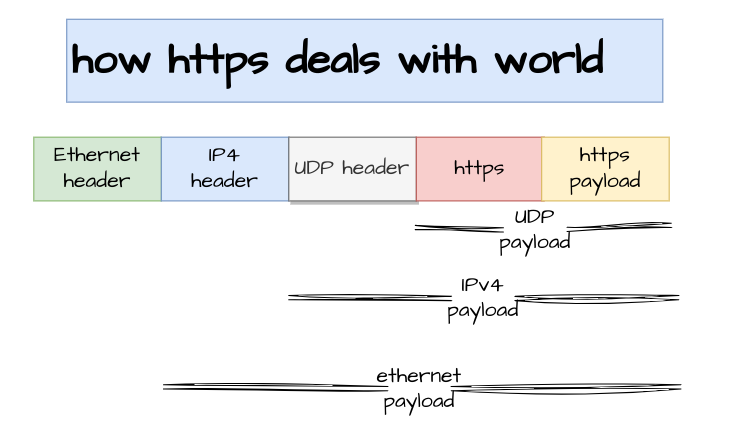 how https deals with world
Ethernet
header
IP4
header
UDP header
https
https
payload
UDP
payload
IPv4
payload
ethernet
payload